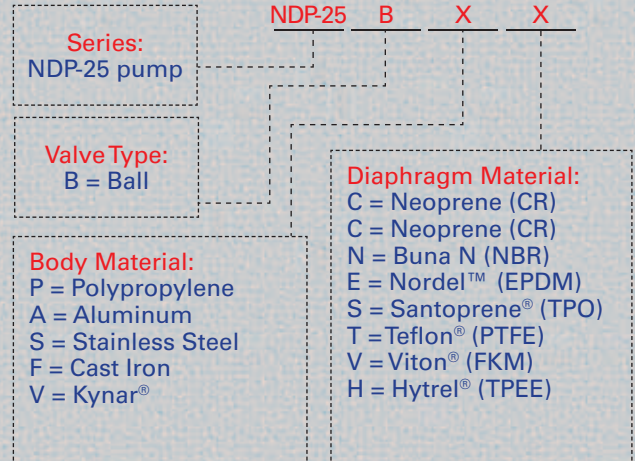 NDP-25 B X X
Series:
NDP-25 pump
Valve Type:
B = Ball
Body Material:
P = Polypropylene
A = Aluminum
S = Stainless Steel
F = Cast Iron
V = Kynar®
Diaphragm Material:
C = Neoprene (CR)
C = Neoprene (CR)
N = Buna N (NBR)
E = Nordel™ (EPDM)
S = Santoprene® (TPO)
T = Teflon® (PTFE)
V = Viton® (FKM)
H = Hytrel® (TPEE)